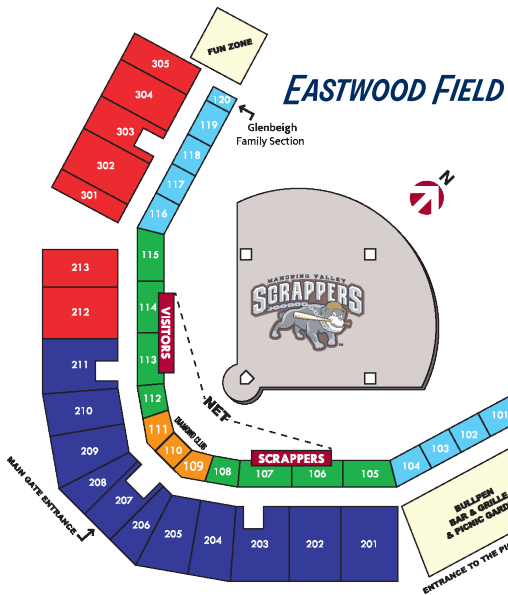 FUN ZONE
EASTWOOD FIELD
305
304
303
302
301
120
Glenbeigh
Family Section
119
118
117
116
N
115
114
113
112
VISITORS
213
212
211
210
209
208
207
206
205
204
203
202
201
MAHONING VALLEY
SCRAPPERS
NET
DIAMOND CLUB
111
110
109
108
107
106
105
SCRAPPERS
104
103
102
101
MAIN GATE ENTRANCE
BULLPEN
BAR & GRILLE
& PICNIC GARD
ENTRANCE TO THE